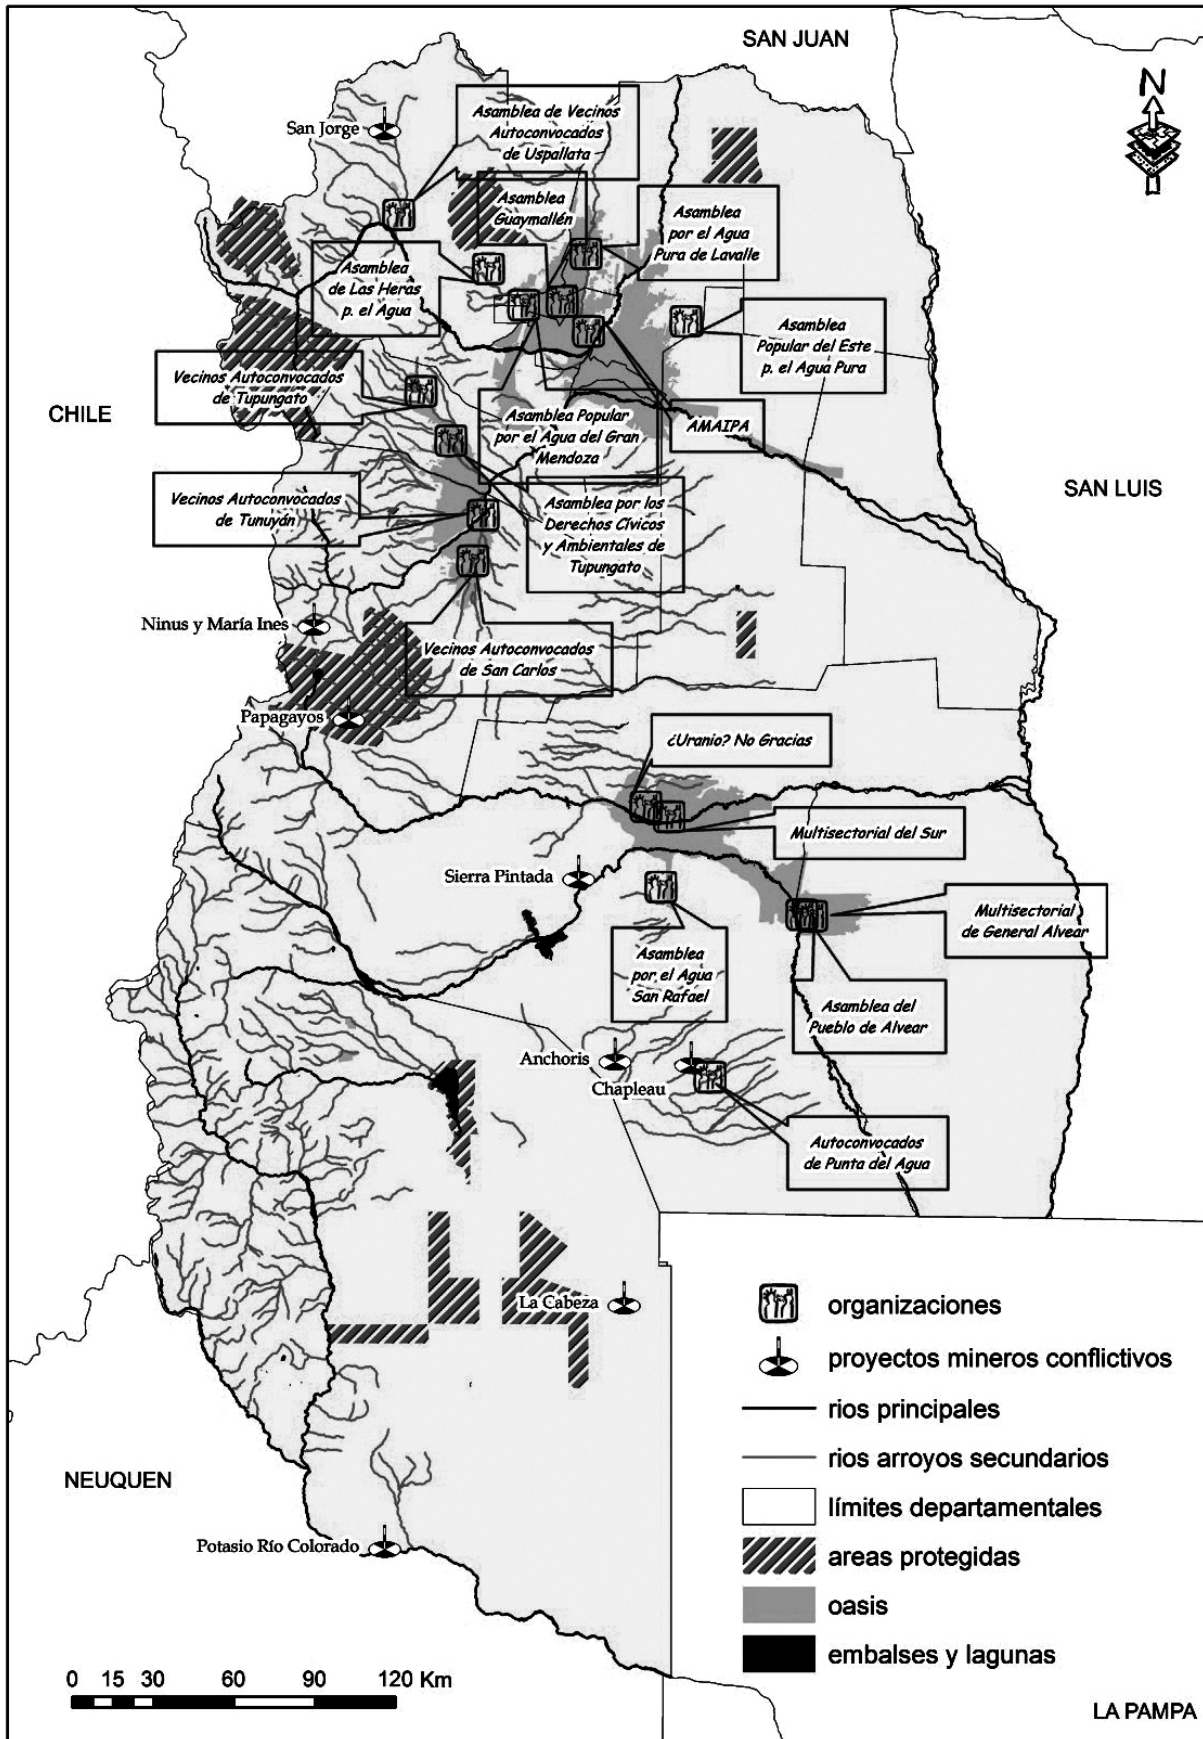 SAN JUAN
N
San Jorge
Asamblea de Vecinos
Autoconvocados
de Uspallata
Asamblea
Guaymallén
Asamblea
por el Agua
Pura de Lavalle
Asamblea
de Las Heras
p. el Agua
Asamblea
Popular del Este
p. el Agua Pura
Vecinos Autoconvocados
de Tupungato
CHILE
Asamblea Popular
por el Agua del Gran
Mendoza
AMAIPA
SAN LUIS
Vecinos Autoconvocados
de Tunuyán
Asamblea por los
Derechos Cívicos
y Ambientales de
Tupungato
Ninus y María Ines
Vecinos Autoconvocados
de San Carlos
Papagayos
¿Uranio? No Gracias
Multisectorial del Sur
Sierra Pintada
Multisectorial
de General Alvear
Asamblea
por el Agua
San Rafael
Asamblea del
Pueblo de Alvear
Anchoris
Chapleau
Autoconvocados
de Punta del Agua
La Cabeza
NEUQUEN
Potasio Río Colorado
organizaciones
proyectos mineros conflictivos
rios principales
rios arroyos secundarios
límites departamentales
areas protegidas
oasis
embalses y lagunas
0 15 30 60 90 120 Km
LA PAMPA